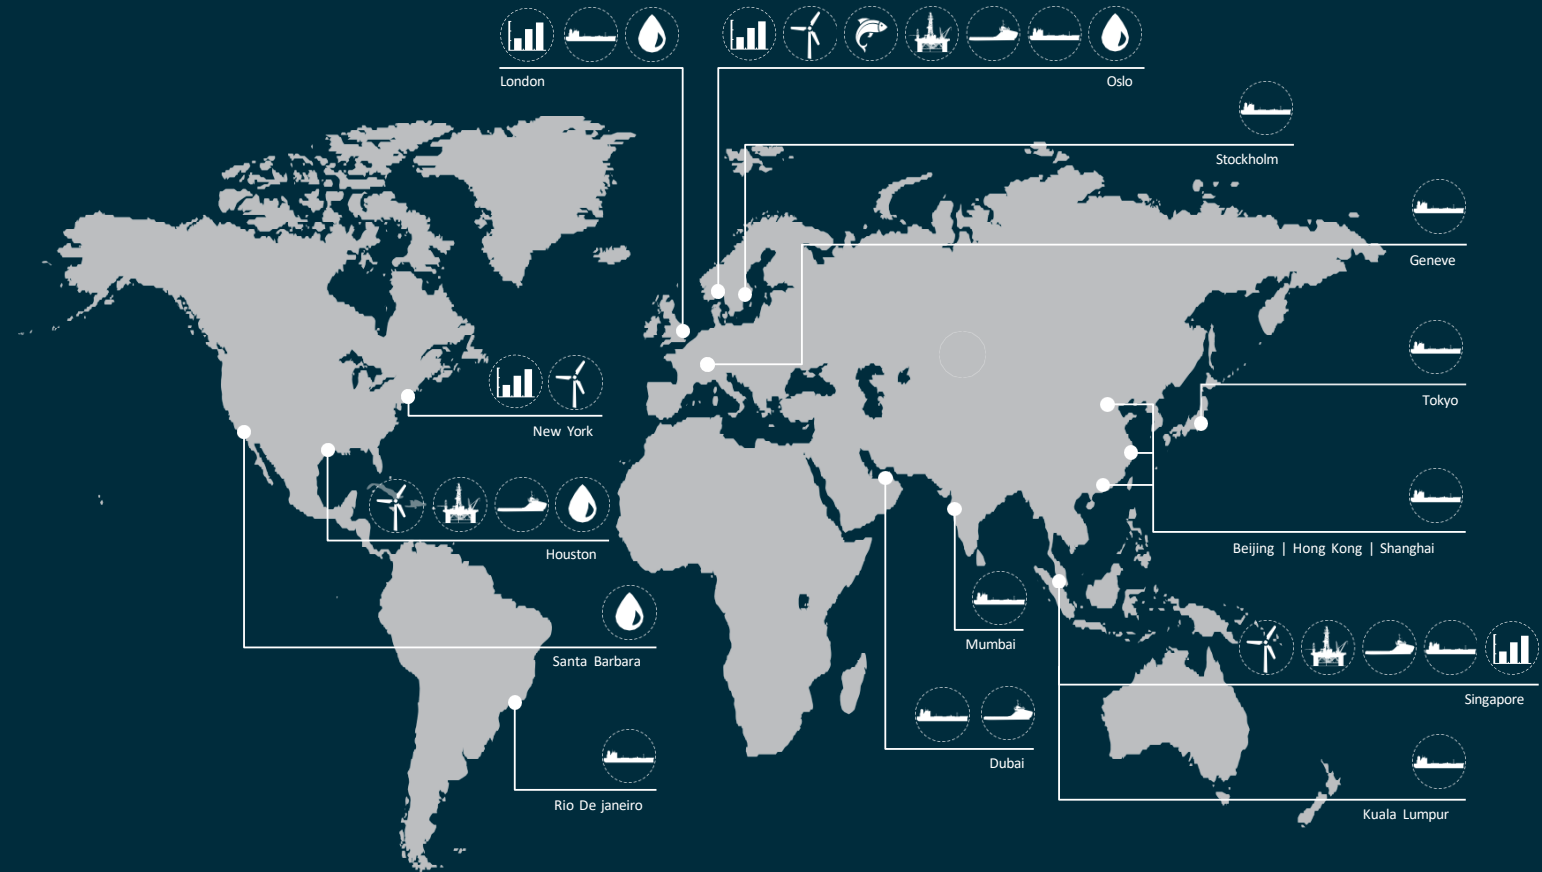 London
Oslo
Stockholm
Geneve
New York
Tokyo
Houston
Beijing | Hong Kong | Shanghai
Santa Barbara
Mumbai
Singapore
Dubai
Rio De janeiro
Kuala Lumpur